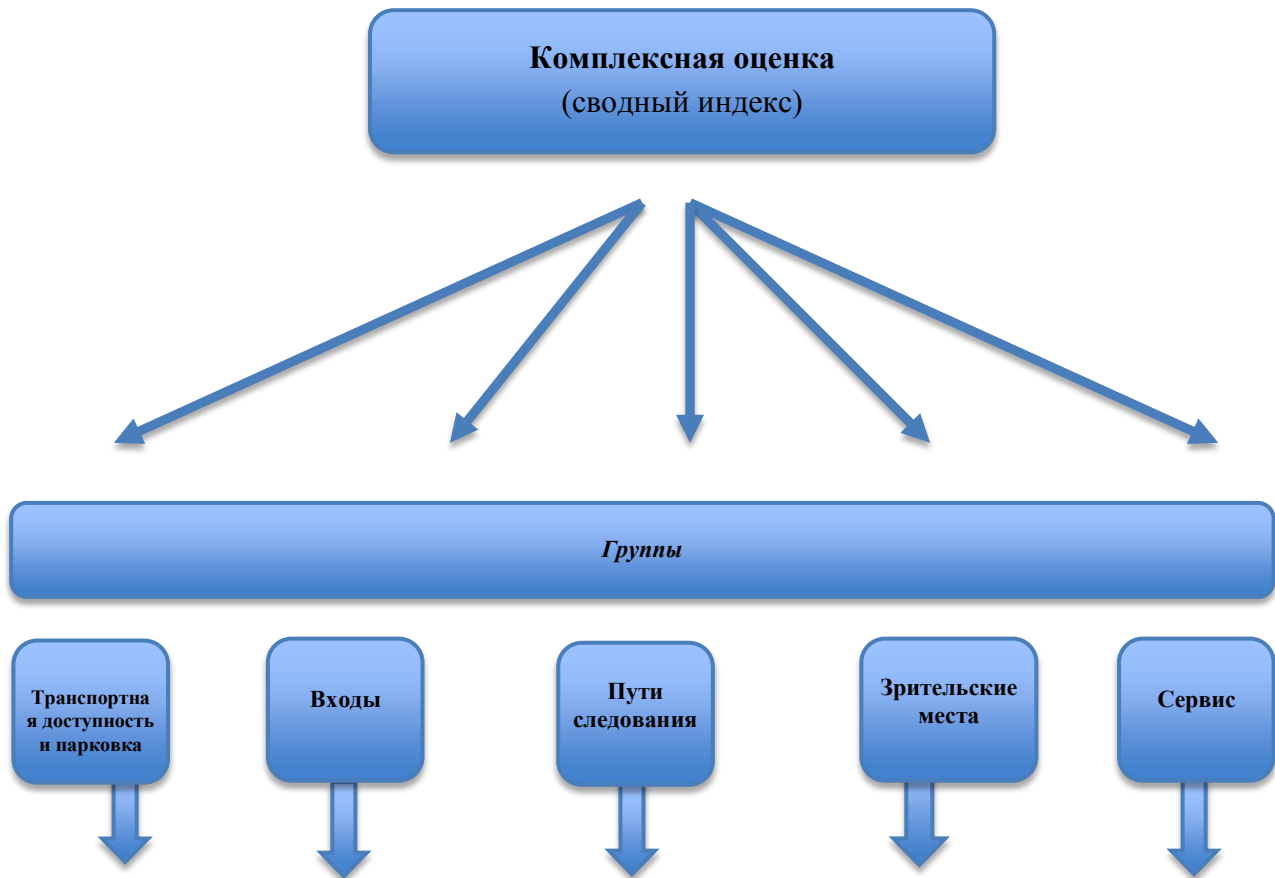 Комплексная оценка
(сводный индекс)
Группы
Транспортна
я доступность
и парковка
Входы
Пути
следования
Зрительские
места
Сервис